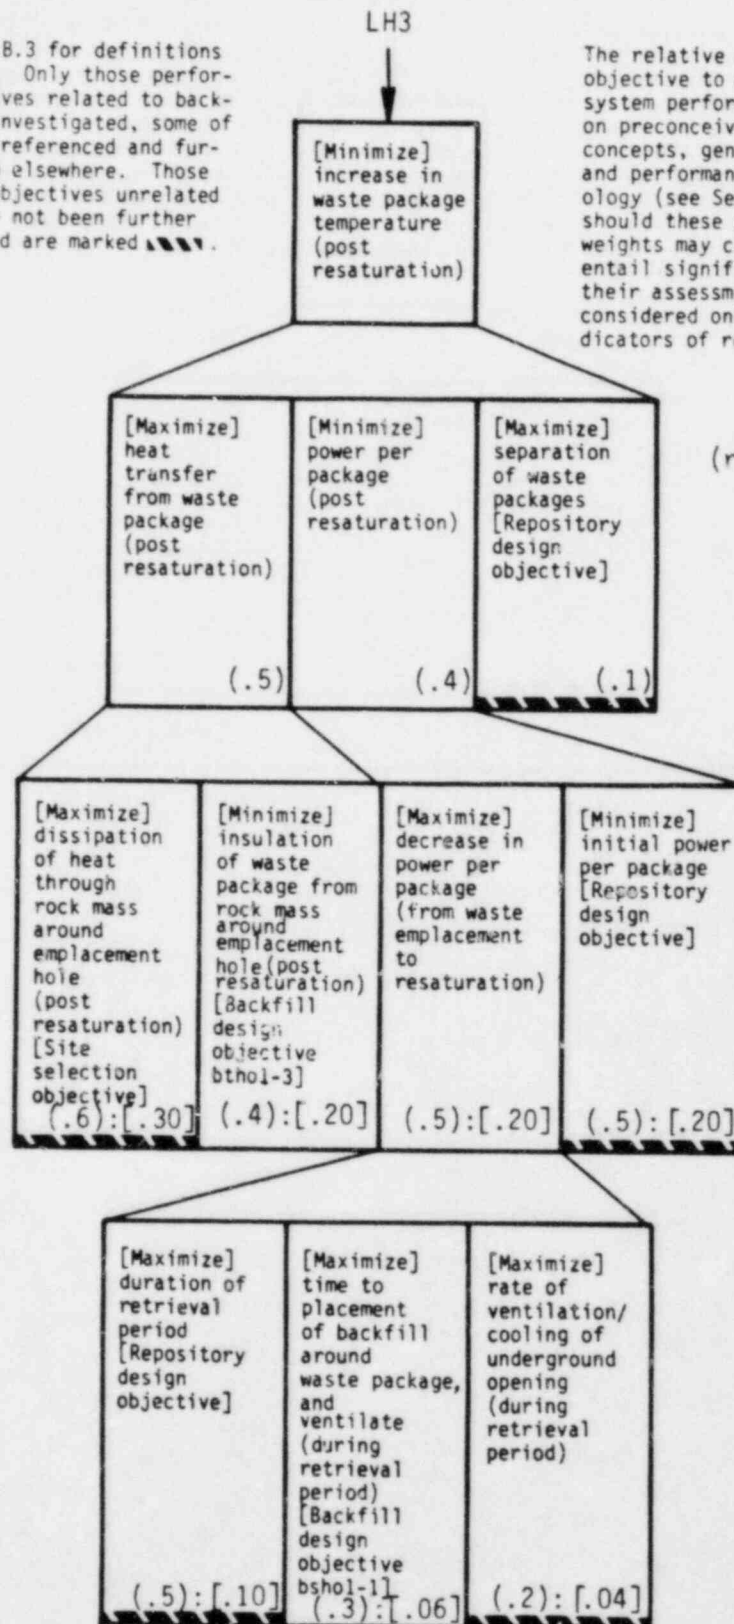 LH3
B.3 for definitions
Only those perfor-
ves related to back-
nvestigated, some of
referenced and fur-
elsewhere. Those
bjectives unrelated
not been further
d are marked
The relative
objective to
system perfor
on preconceiv
concepts, gen
and performan
ology (see Se
should these
weights may c
entail signif
their assessm
considered on
dicators of r
[Minimize]
increase in
waste package
temperature
(post
resaturation)
[Maximize]
heat
transfer
from waste
package
(post
resaturation)
(.5)
[Minimize]
power per
package
(post
resaturation)
(.4)
[Maximize]
separation
of waste
packages
[Repository
design
objective]
(.1)
(r
[Maximize]
dissipation
of heat
through
rock mass
around
emplacement
hole
(post
resaturation)
[Site
selection
objective]
(.6):[.30]
[Minimize]
insulation
of waste
package from
rock mass
around
emplacement
hole(post
resaturation)
[Backfill
design
objective
bthol-3]
(.4):[.20]
[Maximize]
decrease in
power per
package
(from waste
emplacement
to
resaturation)
(.5):[.20]
[Minimize]
initial power
per package
[Repository
design
objective]
(.5):[.20]
[Maximize]
duration of
retrieval
period
[Repository
design
objective]
(.5):[.10]
[Maximize]
time to
placement
of backfill
around
waste package,
and
ventilate
(during
retrieval
period)
[Backfill
design
objective
bshol-1]
(.3):[.06]
[Maximize]
rate of
ventilation/
cooling of
underground
opening
(during
retrieval
period)
(.2):[.04]